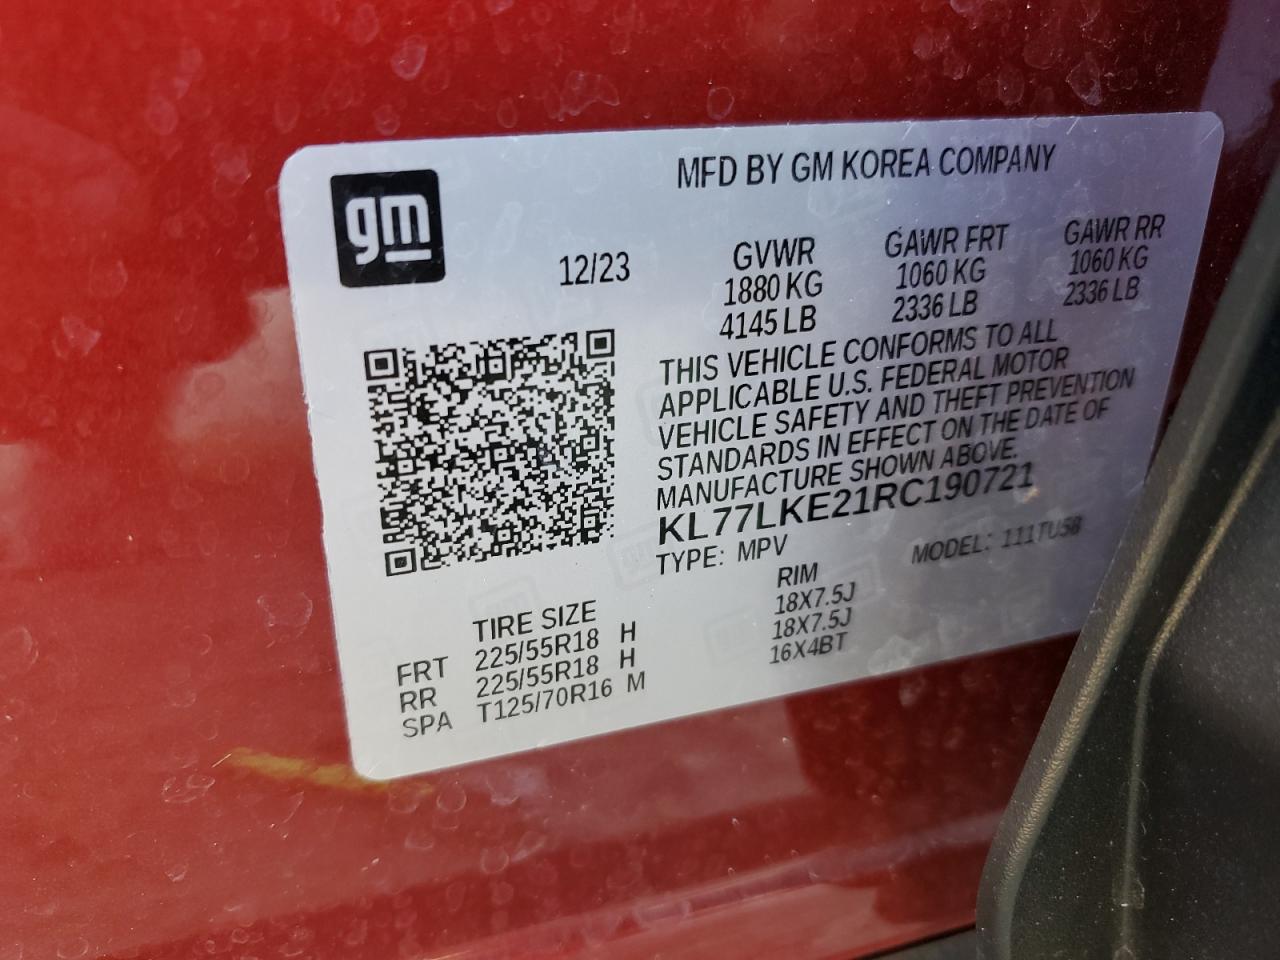 gm
MFD BY GM KOREA COMPANY
12/23
GVWR GAWR FRT GAWR RR
1880 KG 1060 KG 1060 KG
4145 LB 2336 LB 2336 LB
THIS VEHICLE CONFORMS TO ALL
APPLICABLE U.S. FEDERAL MOTOR
VEHICLE SAFETY AND THEFT PREVENTION
STANDARDS IN EFFECT ON THE DATE OF
MANUFACTURE SHOWN ABOVE.
KL77LKE21RC190721
TYPE: MPV MODEL: 111TU58
TIRE SIZE RIM
FRT 225/55R18 H 18X7.5J
RR 225/55R18 H 18X7.5J
SPA T125/70R16 M 16X4BT